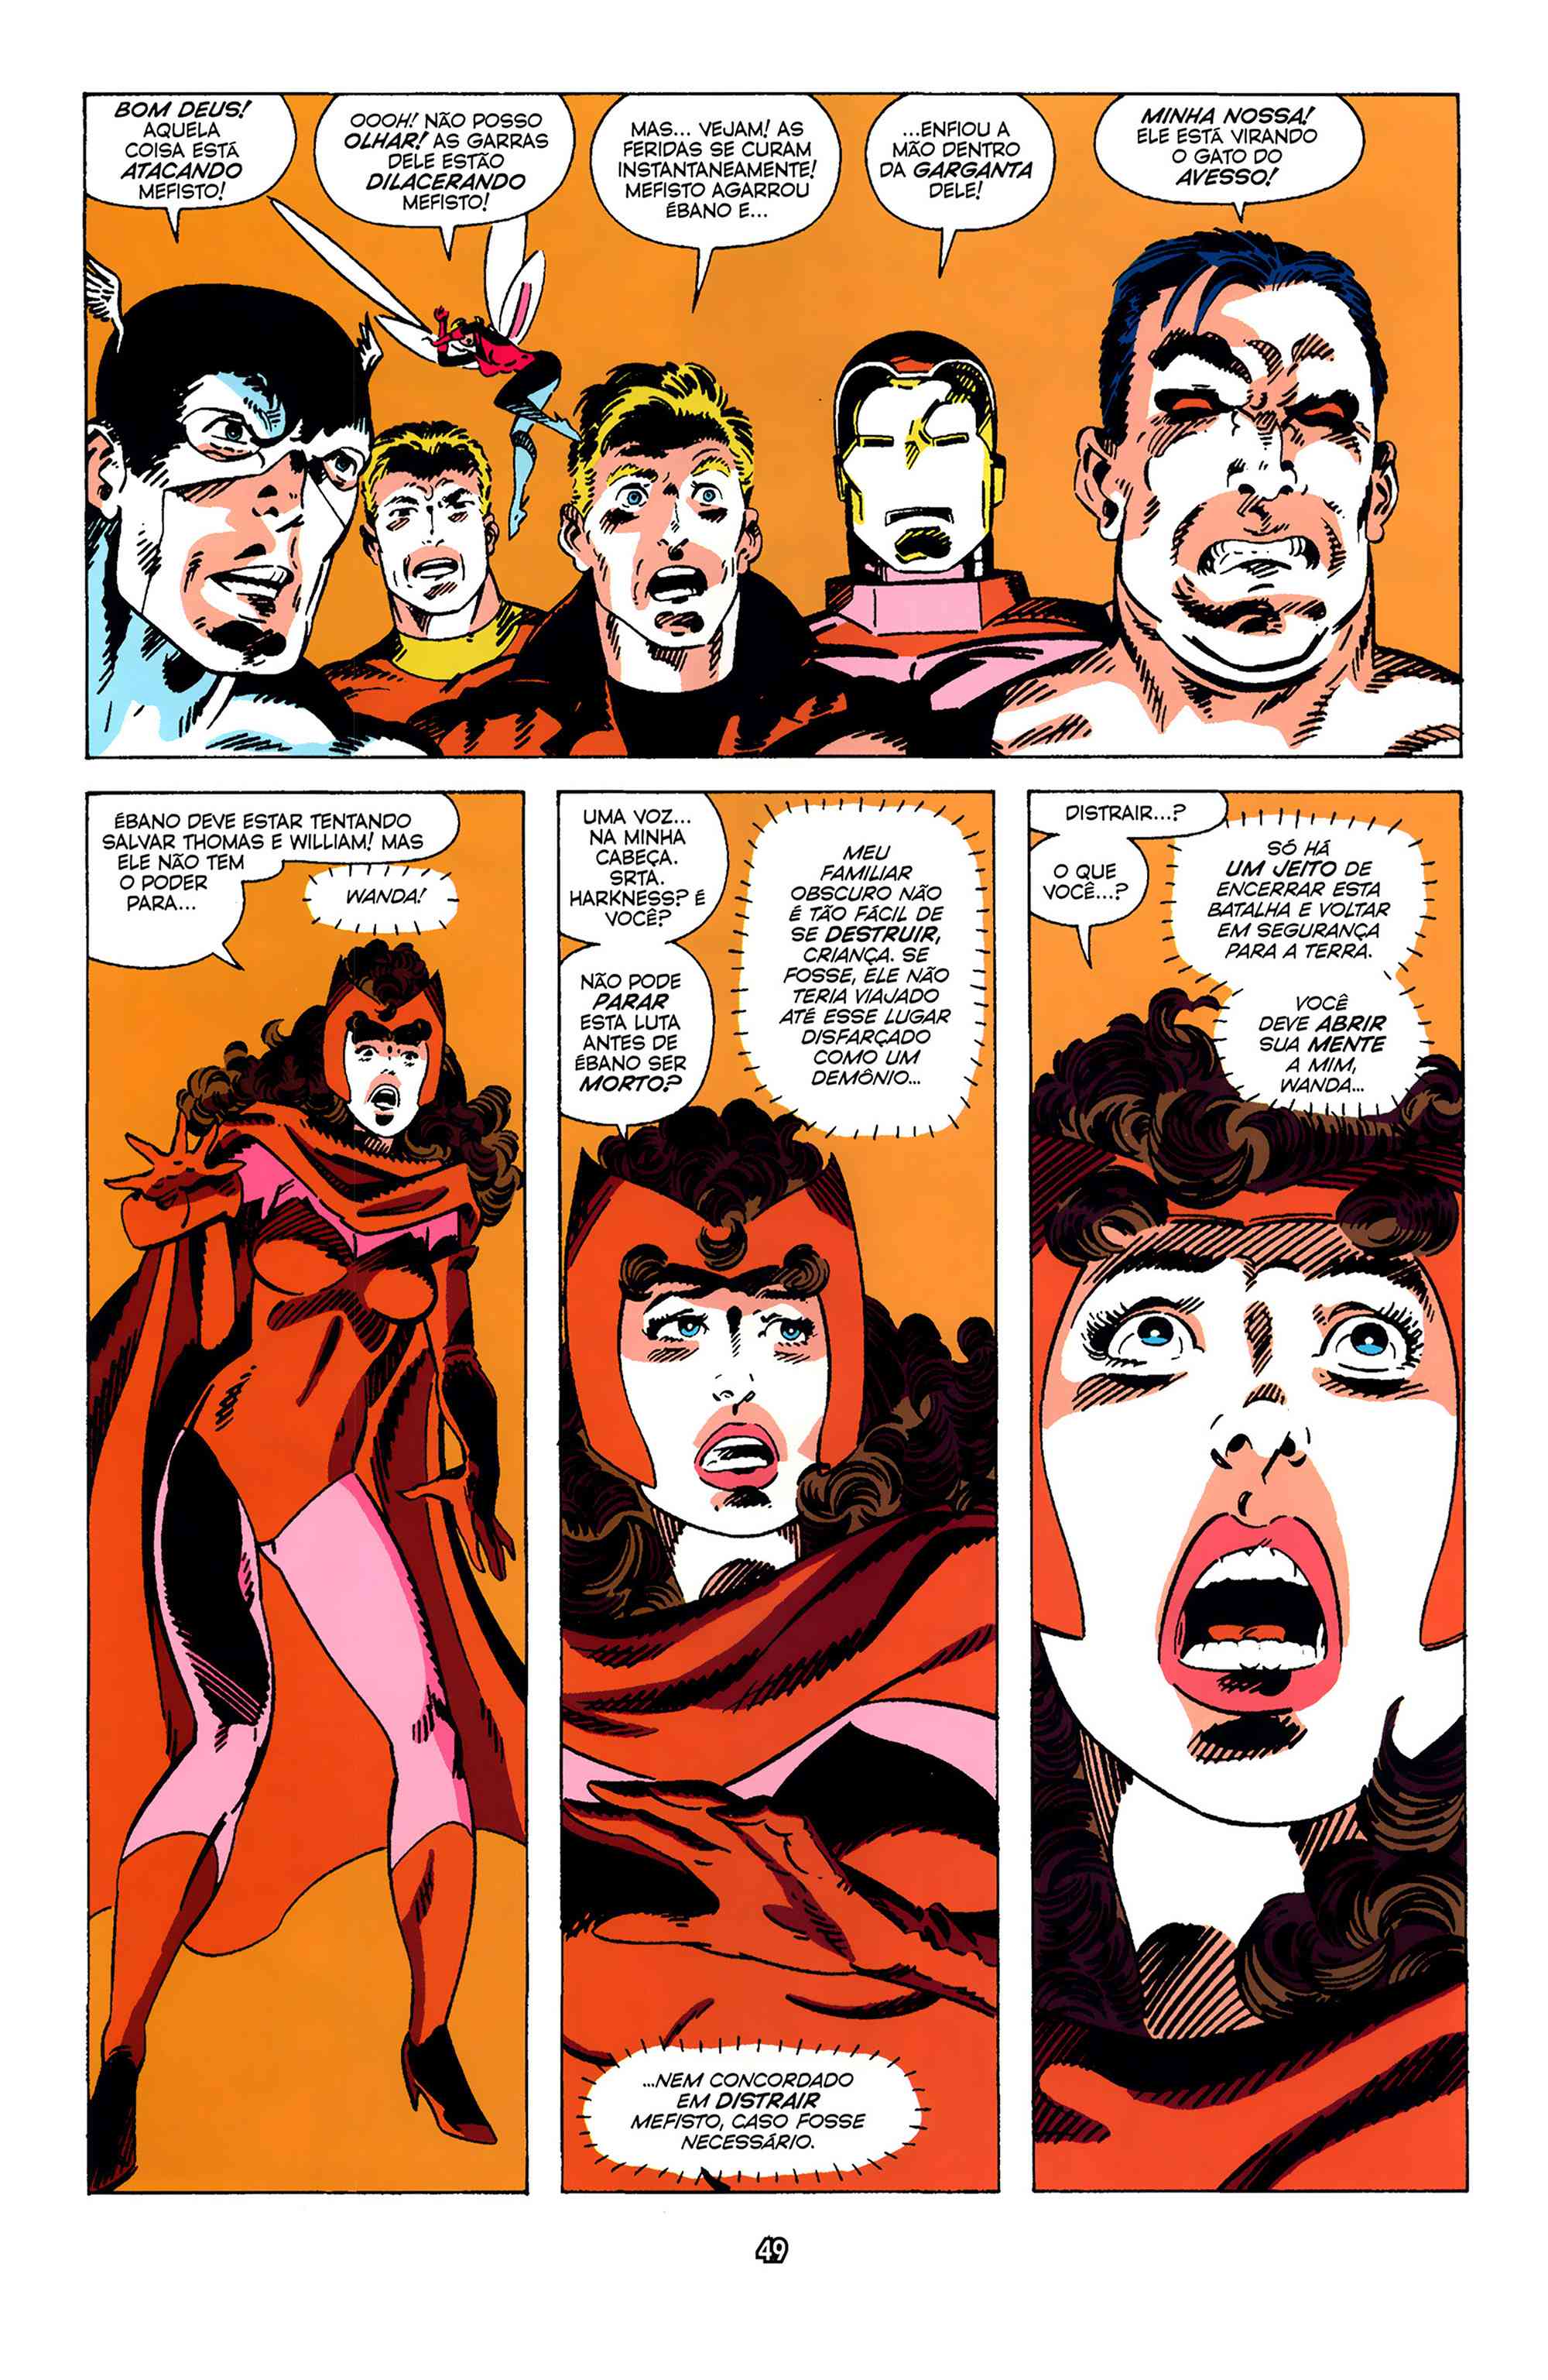 BOM DEUS!
AQUELA
COISA ESTÁ
ATACANDO
MEFISTO!
OOOH! NÃO POSSO
OLHAR! AS GARRAS
DELE ESTÃO
DILACERANDO
MEFISTO!
MAS... VEJAM! AS
FERIDAS SE CURAM
INSTANTANEAMENTE!
MEFISTO AGARROU
ÉBANO E...
...ENFIOU A
MÃO DENTRO
DA GARGANTA
DELE!
MINHA NOSSA!
ELE ESTÁ VIRANDO
O GATO DO
AVESSO!
ÉBANO DEVE ESTAR TENTANDO
SALVAR THOMAS E WILLIAM! MAS
ELE NÃO TEM
O PODER
PARA...
WANDA!
UMA VOZ...
NA MINHA
CABEÇA.
SRTA.
HARKNESS? É
VOCÊ?
NÃO PODE
PARAR
ESTA LUTA
ANTES DE
ÉBANO SER
MORTO?
MEU
FAMILIAR
OBSCURO NÃO
É TÃO FÁCIL DE
SE DESTRUIR,
CRIANÇA. SE
FOSSE, ELE NÃO
TERIA VIAJADO
ATÉ ESSE LUGAR
DISFARÇADO
COMO UM
DEMÔNIO...
...NEM CONCORDADO
EM DISTRAIR
MEFISTO, CASO FOSSE
NECESSÁRIO.
DISTRAIR...?
O QUE
VOCÊ...?
SÓ HÁ
UM JEITO DE
ENCERRAR ESTA
BATALHA E VOLTAR
EM SEGURANÇA
PARA A TERRA.
VOCÊ
DEVE ABRIR
SUA MENTE
A MIM,
WANDA...
49